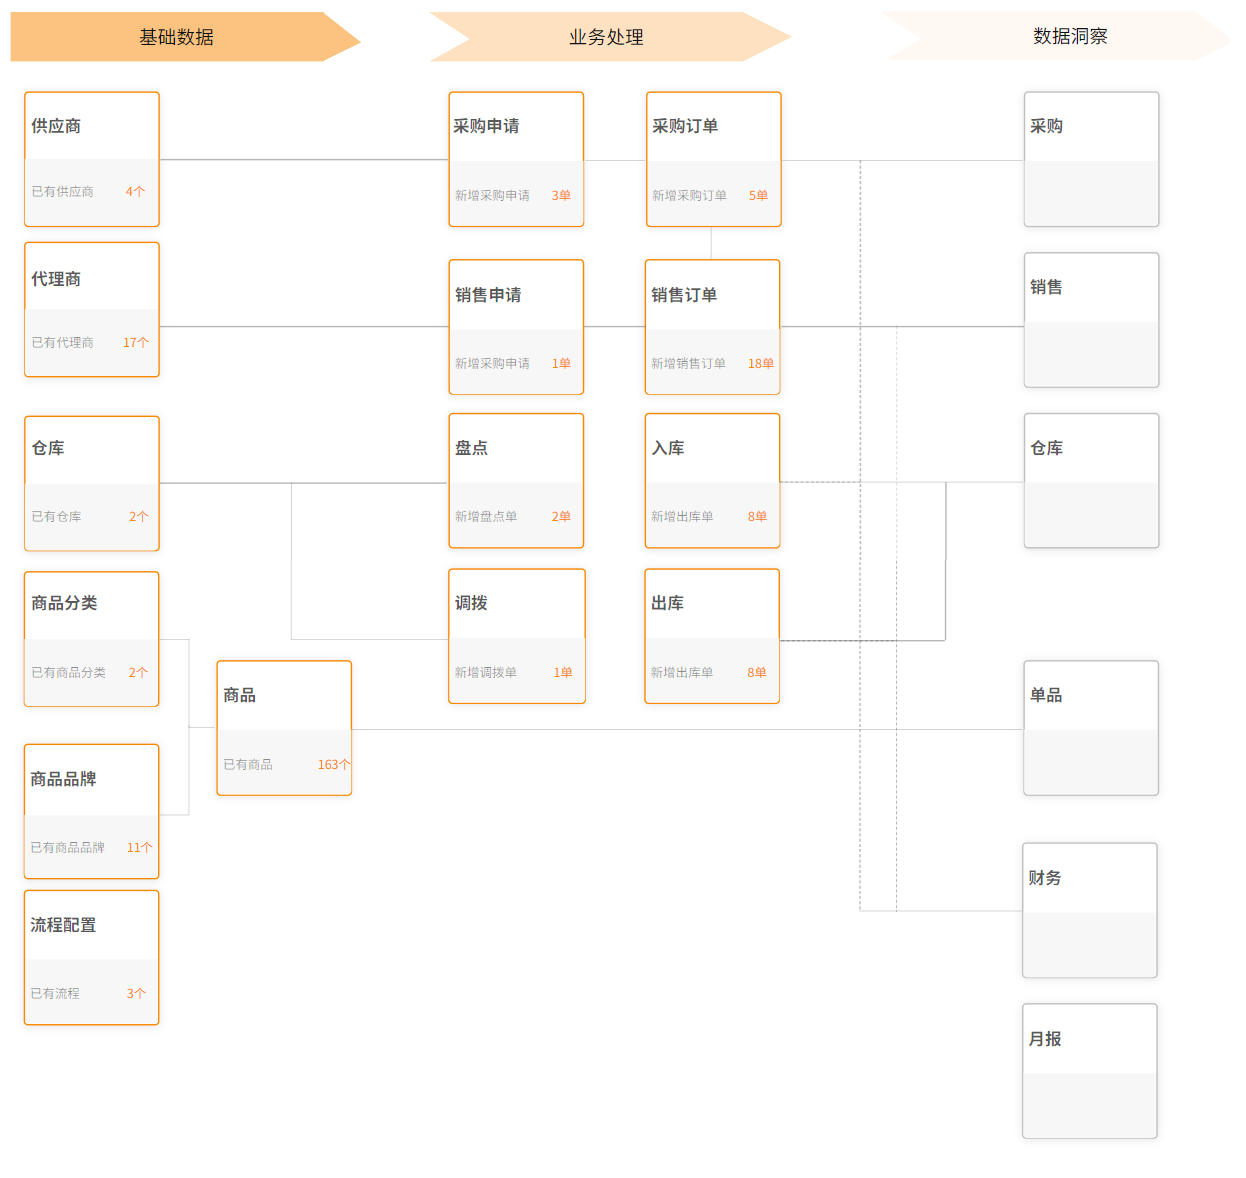 基础数据
业务处理
数据洞察
供应商
已有供应商 4个
采购申请
新增采购申请 3单
采购订单
新增采购订单 5单
采购
代理商
已有代理商 17个
销售申请
新增采购申请 1单
销售订单
新增销售订单 18单
销售
仓库
已有仓库 2个
盘点
新增盘点单 2单
入库
新增出库单 8单
仓库
商品分类
已有商品分类 2个
调拨
新增调拨单 1单
出库
新增出库单 8单
商品
已有商品 163个
单品
商品品牌
已有商品品牌 11个
财务
流程配置
已有流程 3个
月报